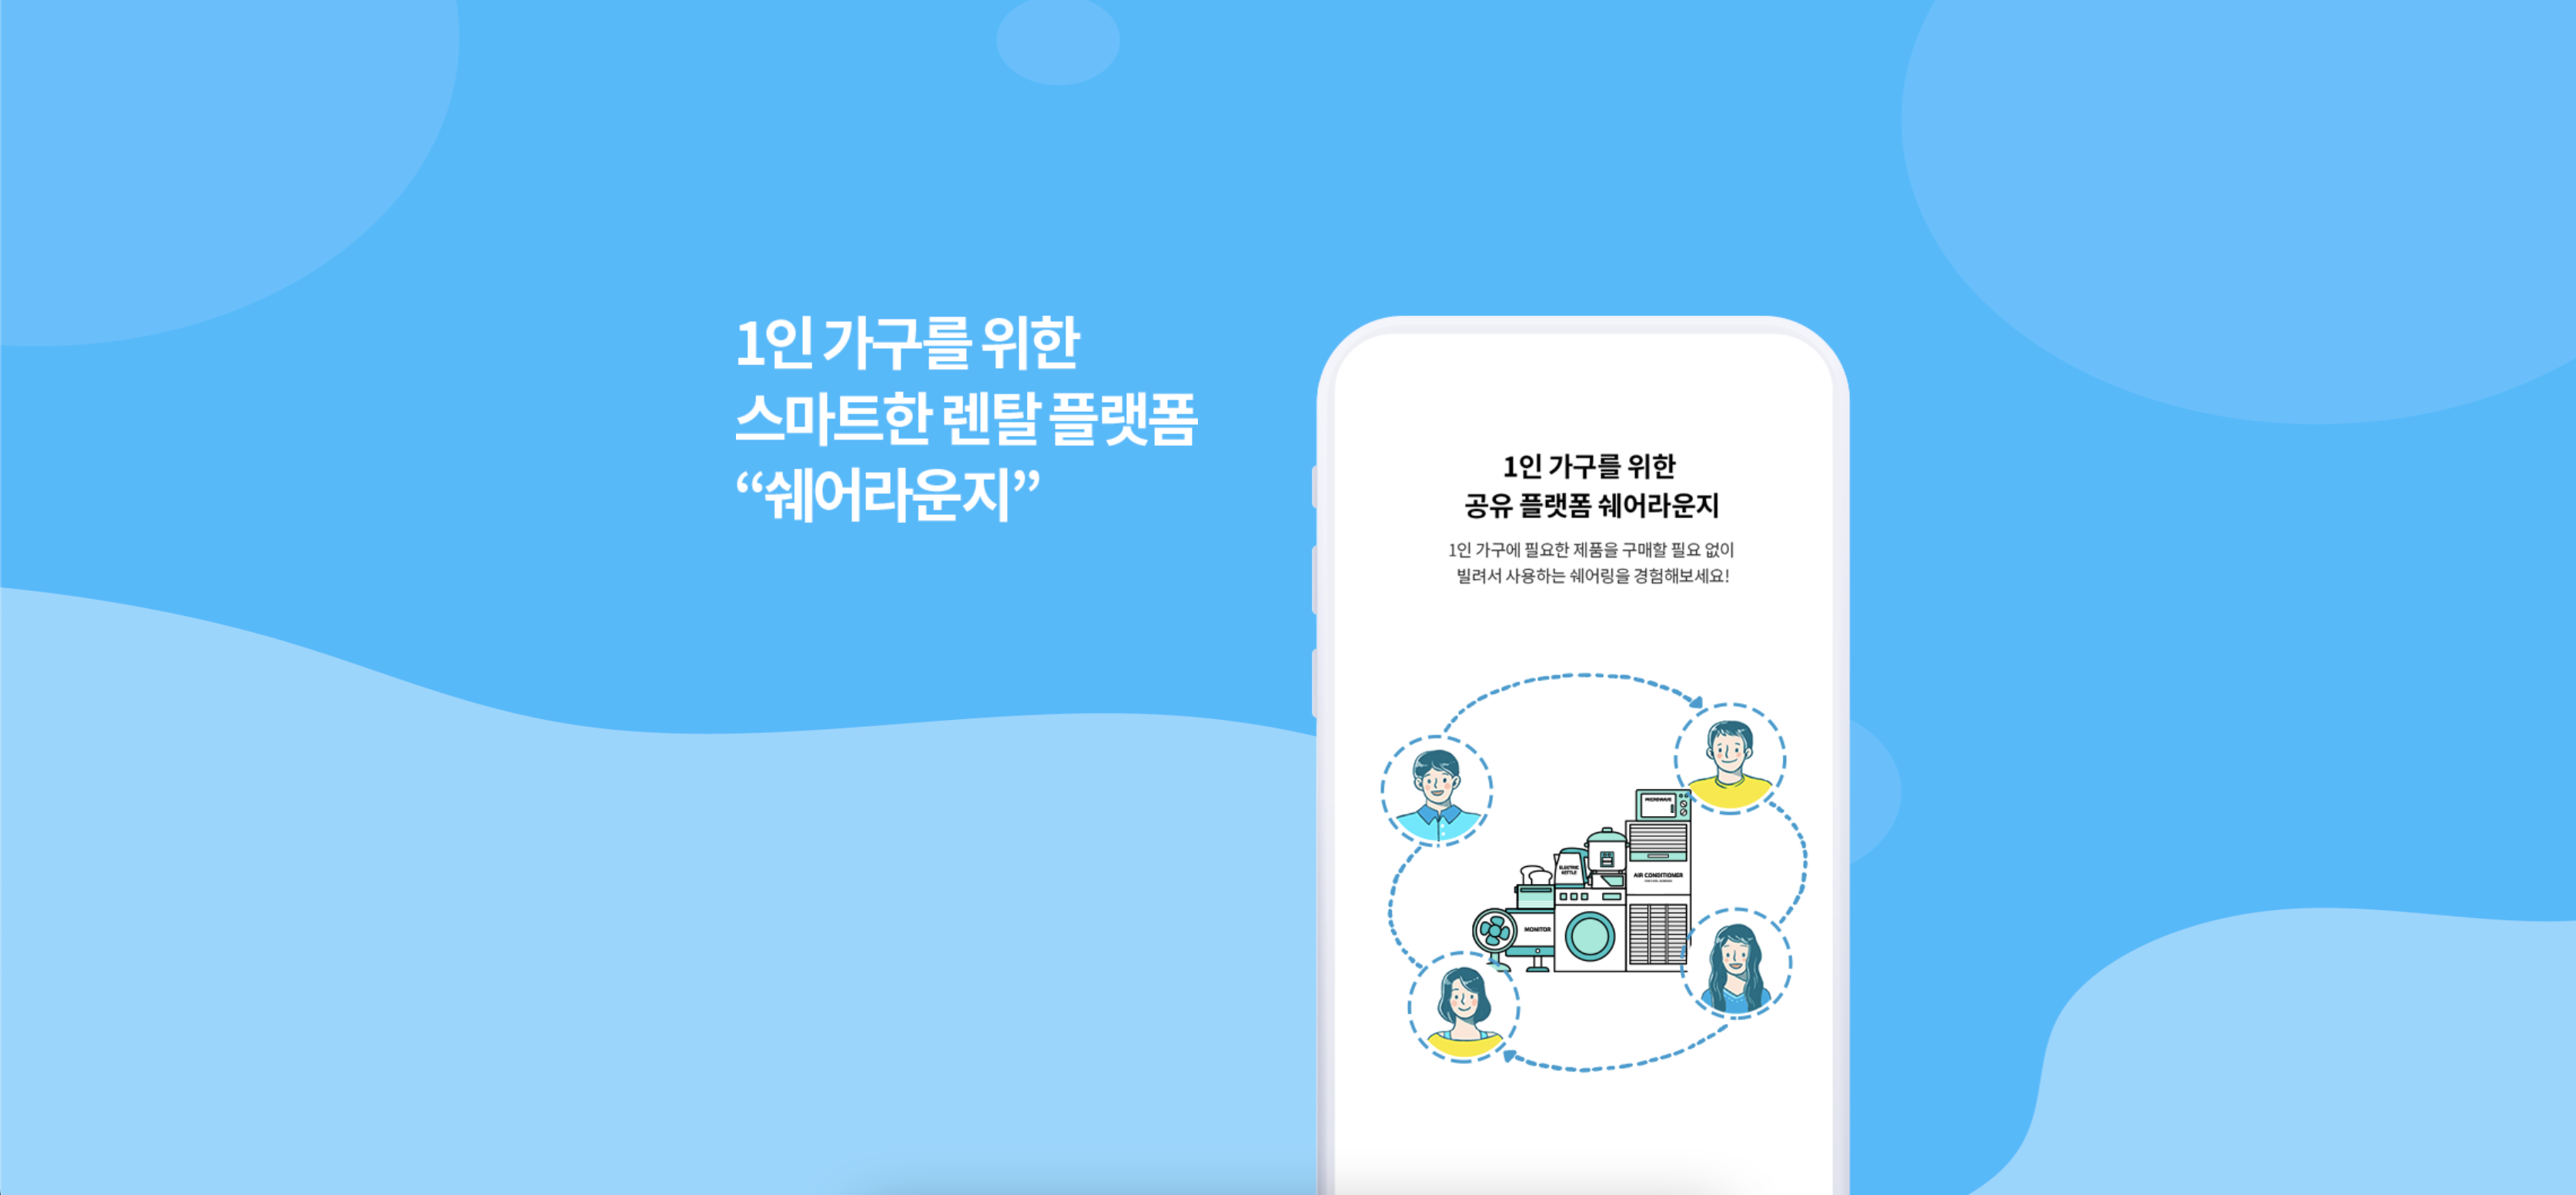 1인 가구를 위한
스마트한 렌탈 플랫폼
“쉐어라운지”
1인 가구를 위한
공유 플랫폼 쉐어라운지
1인 가구에 필요한 제품을 구매할 필요 없이
빌려서 사용하는 쉐어링을 경험해보세요!
MICROWAVE
ELECTRIC
KETTLE
AIR CONDITIONER
MONITOR